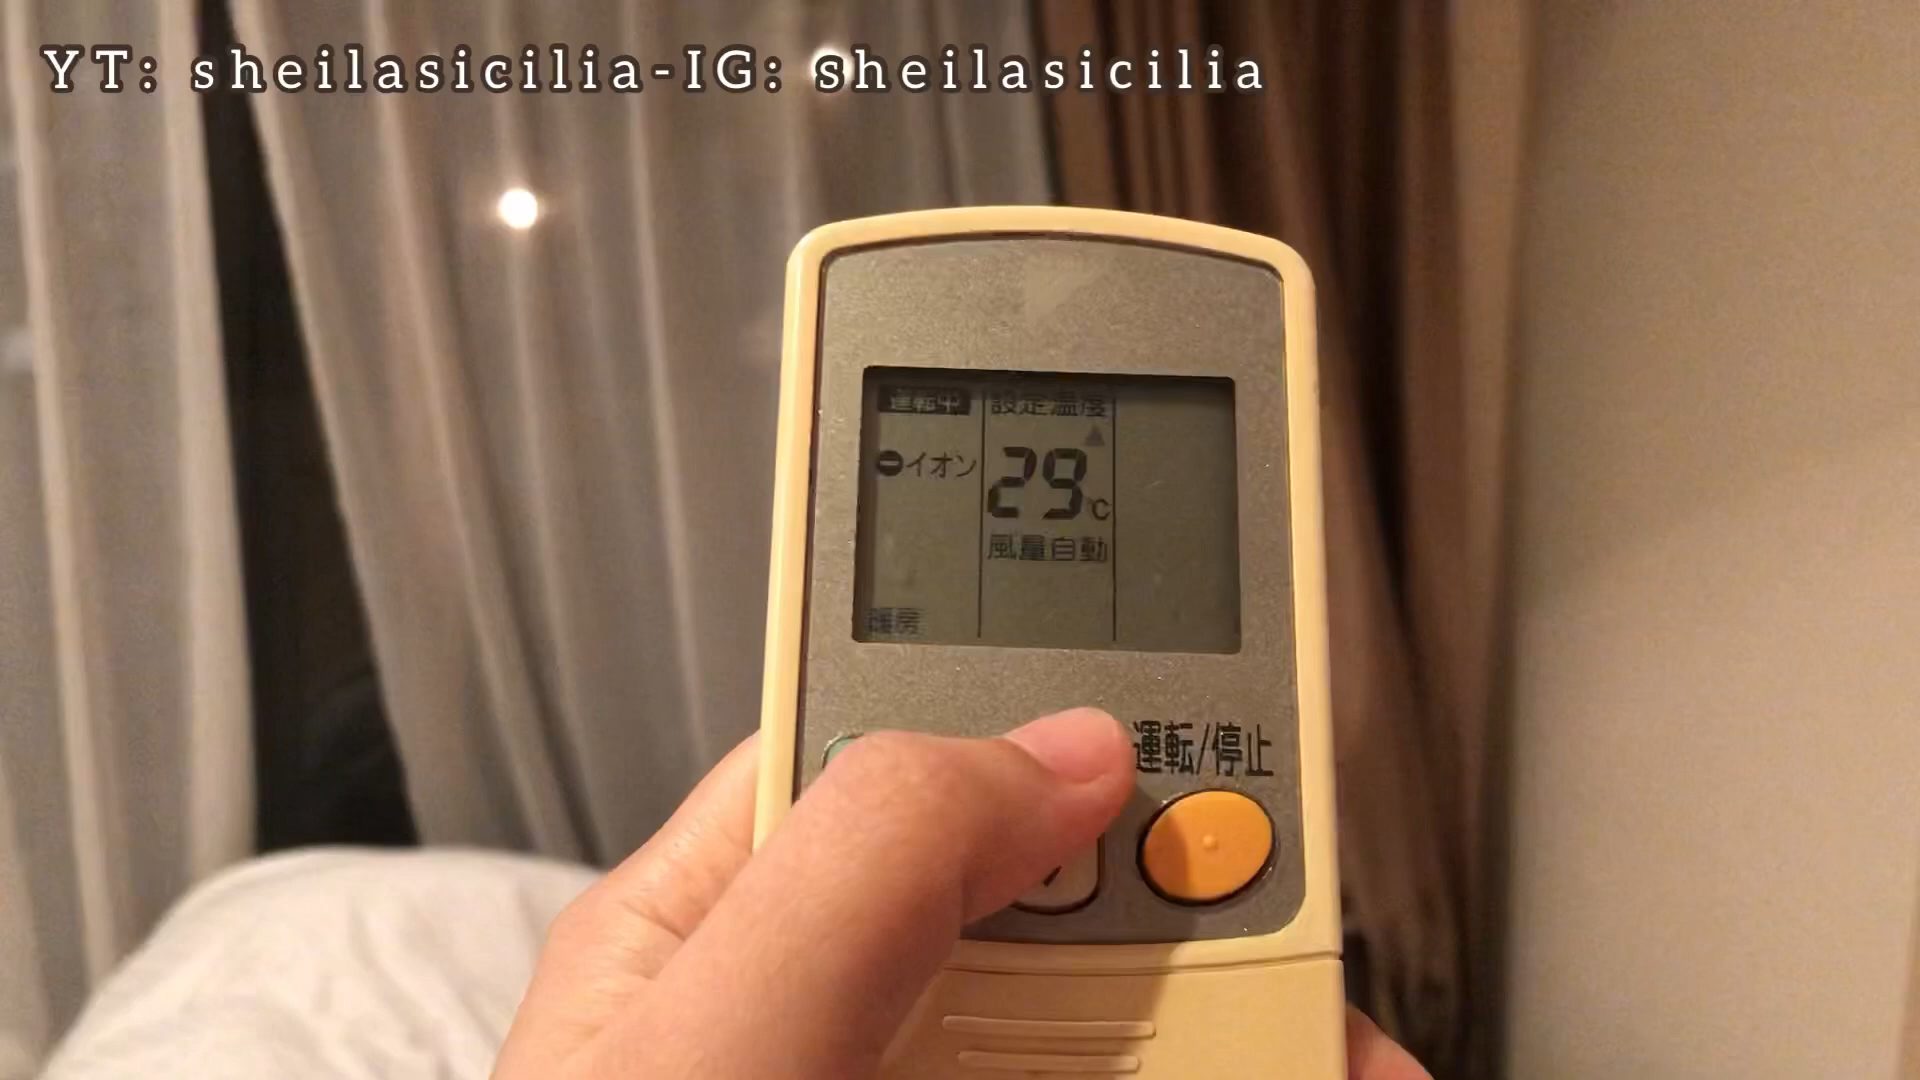 YT: sheilasicilia-IG: sheilasicilia
運転中
設定温度
イオン
29℃
風量自動
暖房
運転/停止